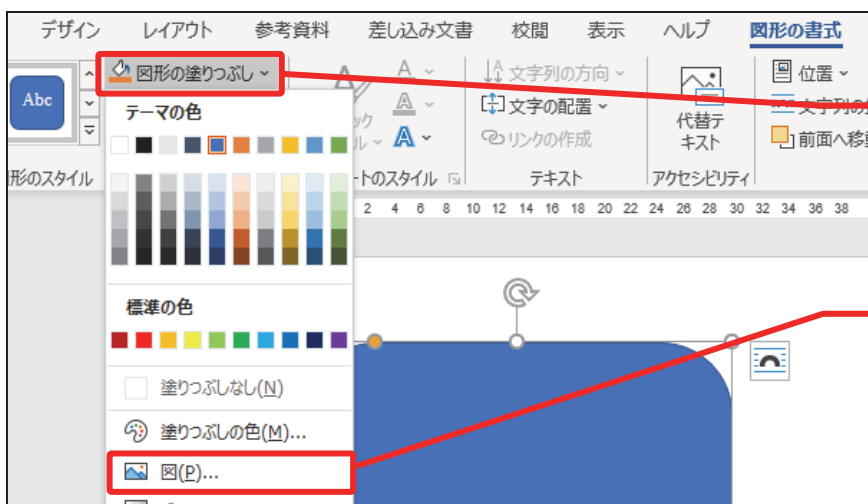 デザイン レイアウト 参考資料 差し込み文書 校閲 表示 ヘルプ 図形の書式
Abc 図形の塗りつぶし A A 文字列の方向 代替テキスト 位置
テーマの色 A 文字の配置 文字列の
A リンクの作成 前面へ移
形のスタイル トのスタイル テキスト アクセシビリティ
2 4 6 8 10 12 14 16 18 20 22 24 26 28 30 32 34 36 38
標準の色
塗りつぶしなし(N)
塗りつぶしの色(M)...
図(P)...